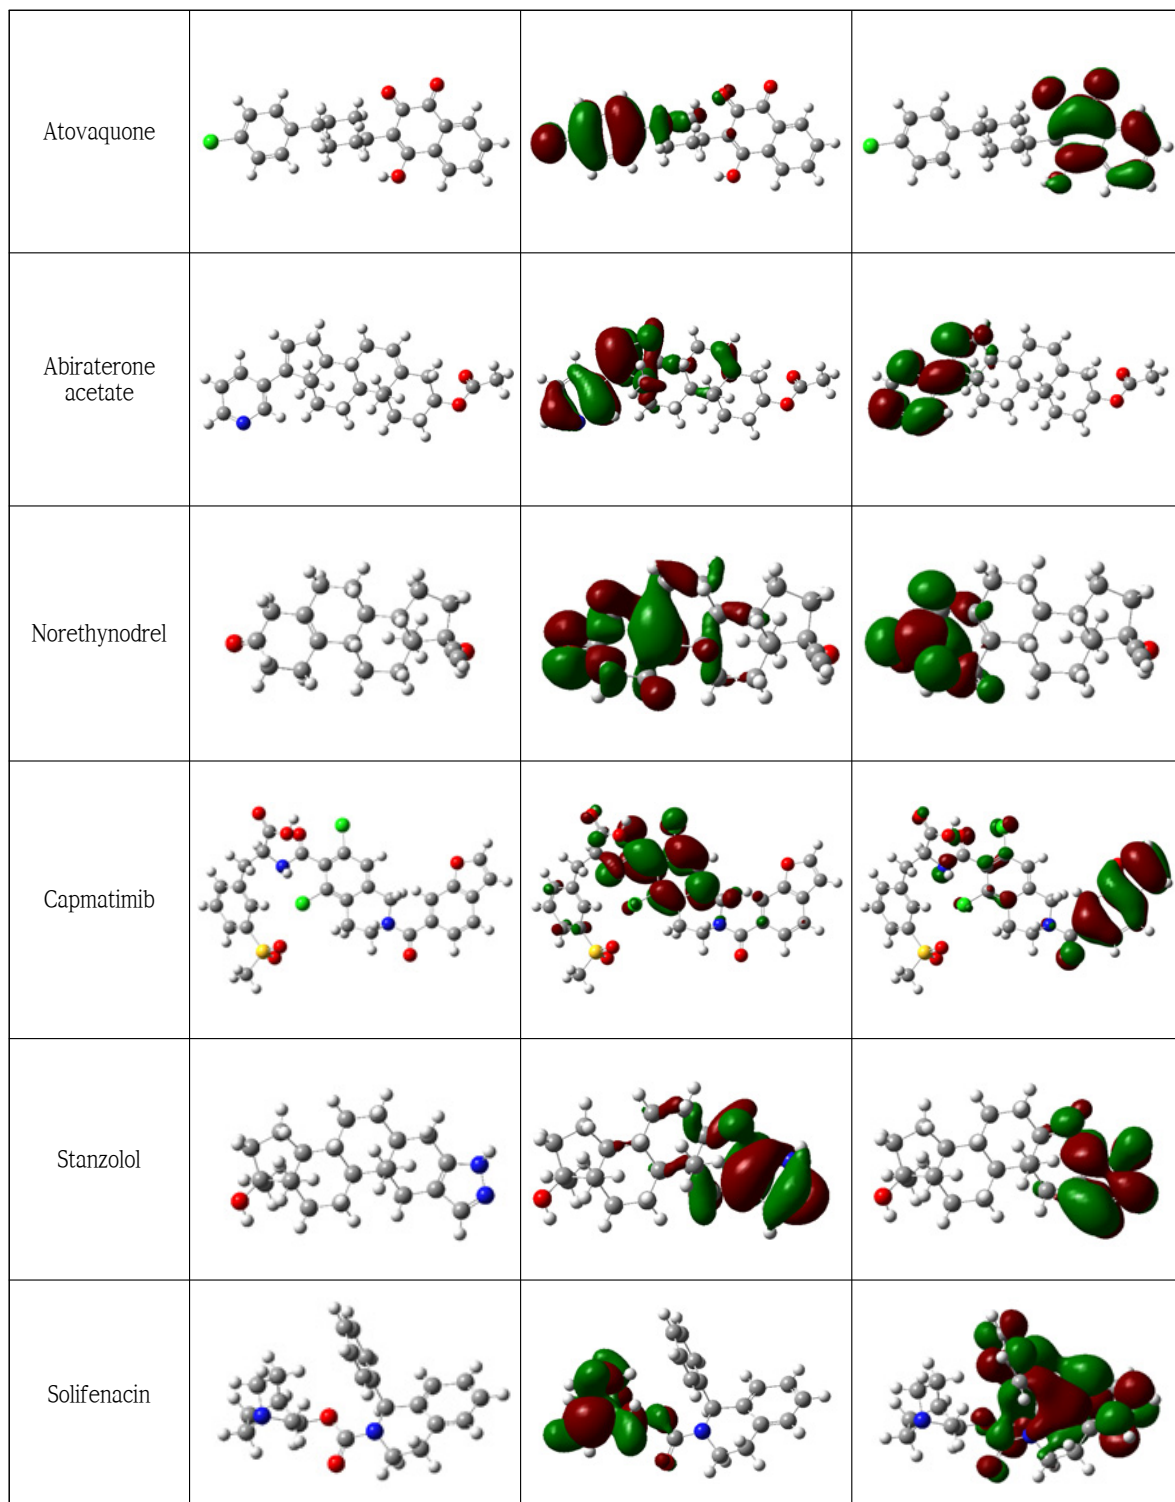 Atovaquone
Abiraterone
acetate
Norethynodrel
Capmatimib
Stanzolol
Solifenacin